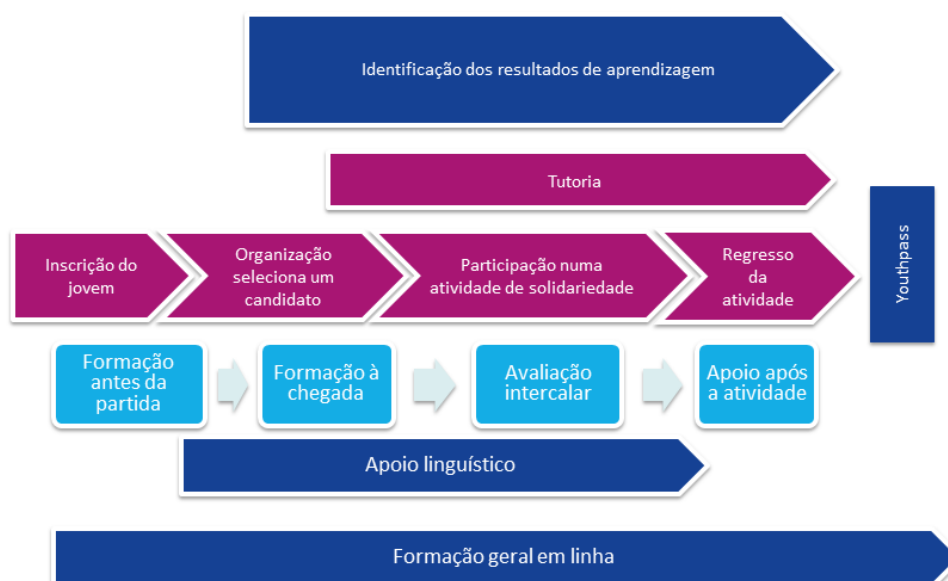 Identificação dos resultados de aprendizagem
Tutoria
Inscrição do
jovem
Organização
seleciona um
candidato
Participação numa
atividade de solidariedade
Regresso
da
atividade
Youthpass
Formação
antes da
partida
Formação à
chegada
Avaliação
intercalar
Apoio após
a atividade
Apoio linguístico
Formação geral em linha